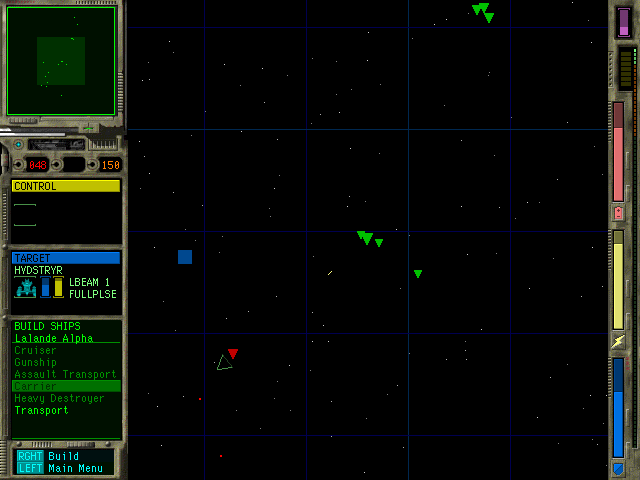 048 150
CONTROL
TARGET
HVDSTRYR
LBEAM 1
FULLPLSE
BUILD SHIPS
Lalande Alpha
Cruiser
Gunship
Assault Transport
Carrier
Heavy Destroyer
Transport
RGHT Build
LEFT Main Menu